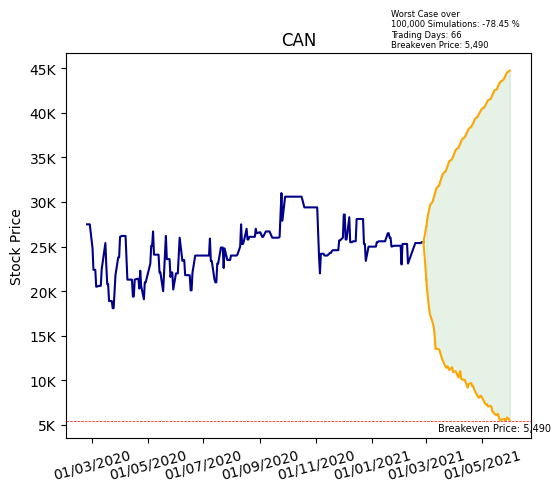 Worst Case over
100,000 Simulations: -78.45 %
Trading Days: 66
Breakeven Price: 5,490
CAN
Stock Price
45K
40K
35K
30K
25K
20K
15K
10K
5K
Breakeven Price: 5,490
01/03/2020 01/05/2020 01/07/2020 01/09/2020 01/11/2020 01/01/2021 01/03/2021 01/05/2021